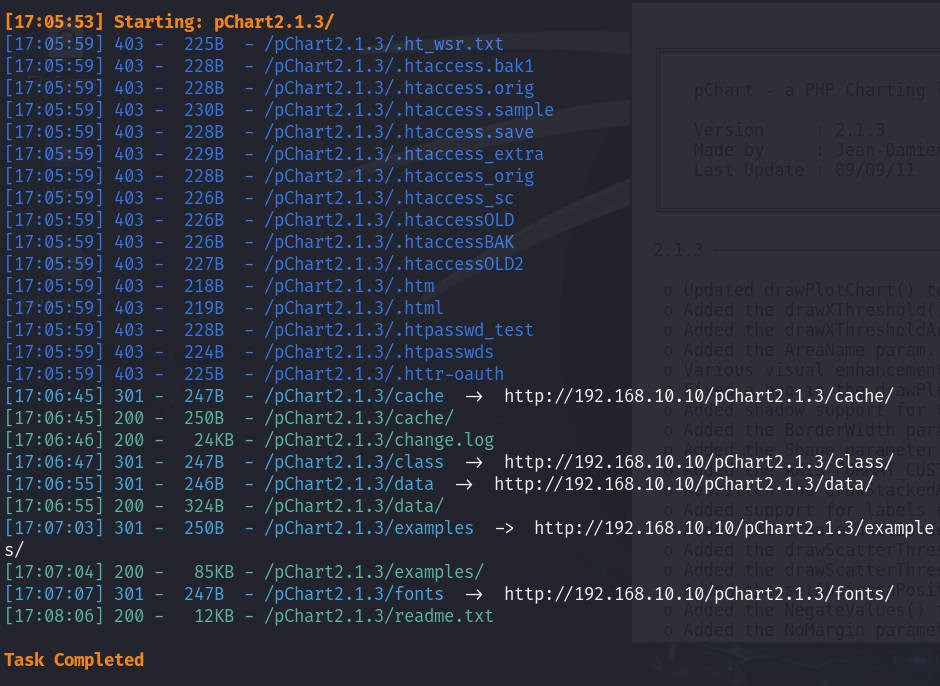 [17:05:53] Starting: pChart2.1.3/
[17:05:59] 403 -  225B  - /pChart2.1.3/.ht_wsr.txt
[17:05:59] 403 -  228B  - /pChart2.1.3/.htaccess.bak1
[17:05:59] 403 -  228B  - /pChart2.1.3/.htaccess.orig
[17:05:59] 403 -  230B  - /pChart2.1.3/.htaccess.sample
[17:05:59] 403 -  228B  - /pChart2.1.3/.htaccess.save
[17:05:59] 403 -  229B  - /pChart2.1.3/.htaccess_extra
[17:05:59] 403 -  228B  - /pChart2.1.3/.htaccess_orig
[17:05:59] 403 -  226B  - /pChart2.1.3/.htaccess_sc
[17:05:59] 403 -  226B  - /pChart2.1.3/.htaccessOLD
[17:05:59] 403 -  226B  - /pChart2.1.3/.htaccessBAK
[17:05:59] 403 -  227B  - /pChart2.1.3/.htaccessOLD2
[17:05:59] 403 -  218B  - /pChart2.1.3/.htm
[17:05:59] 403 -  219B  - /pChart2.1.3/.html
[17:05:59] 403 -  228B  - /pChart2.1.3/.htpasswd_test
[17:05:59] 403 -  224B  - /pChart2.1.3/.htpasswds
[17:05:59] 403 -  225B  - /pChart2.1.3/.httr-oauth
[17:06:45] 301 -  247B  - /pChart2.1.3/cache  ->  http://192.168.10.10/pChart2.1.3/cache/
[17:06:45] 200 -  250B  - /pChart2.1.3/cache/
[17:06:46] 200 -   24KB - /pChart2.1.3/change.log
[17:06:47] 301 -  247B  - /pChart2.1.3/class  ->  http://192.168.10.10/pChart2.1.3/class/
[17:06:55] 301 -  246B  - /pChart2.1.3/data  ->  http://192.168.10.10/pChart2.1.3/data/
[17:06:55] 200 -  324B  - /pChart2.1.3/data/
[17:07:03] 301 -  250B  - /pChart2.1.3/examples  ->  http://192.168.10.10/pChart2.1.3/example
s/
[17:07:04] 200 -   85KB - /pChart2.1.3/examples/
[17:07:07] 301 -  247B  - /pChart2.1.3/fonts  ->  http://192.168.10.10/pChart2.1.3/fonts/
[17:08:06] 200 -   12KB - /pChart2.1.3/readme.txt
Task Completed
pChart - a PHP Charting
Version     : 2.1.3
Made by     : Jean-Damien
Last Update : 09/09/11
2.1.3
o Updated drawPlotChart() to
o Added the drawXThreshold(
o Added the drawXThresholdA
o Added the AreaName param.
o Various visual enhancement
o Added shadow support for
o Added the BorderWidth para
o Added the Shape parameter
o Added support for labels
o Added the drawScatterThres
o Added the drawScatterThres
o Added the NegateValues()
o Added the NoMargin paramet